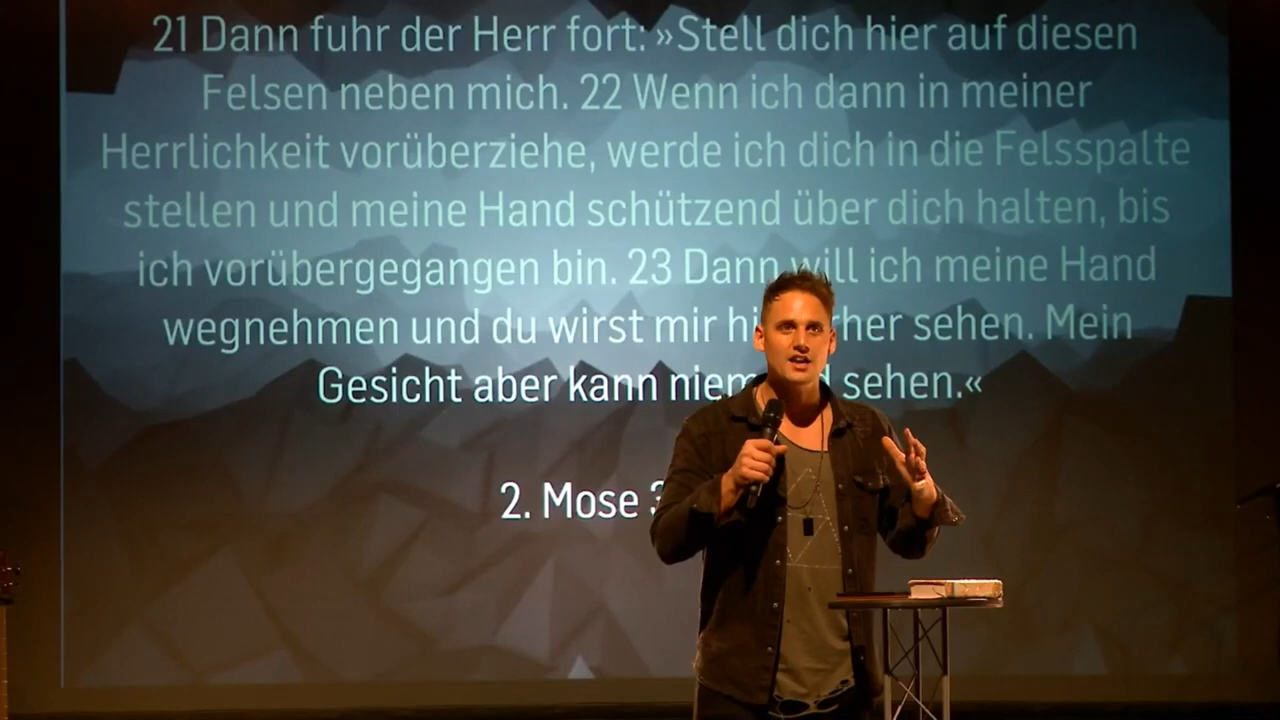 21 Dann fuhr der Herr fort: »Stell dich hier auf diesen
Felsen neben mich. 22 Wenn ich dann in meiner
Herrlichkeit vorüberziehe, werde ich dich in die Felsspalte
stellen und meine Hand schützend über dich halten, bis
ich vorübergegangen bin. 23 Dann will ich meine Hand
wegnehmen und du wirst mir sehen. Mein
Gesicht aber kann sehen.«
2. Mose